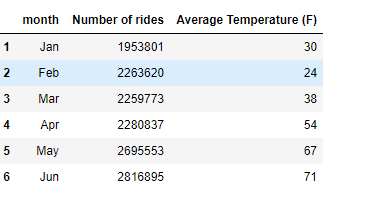 month Number of rides Average Temperature (F)
1 Jan 1953801 30
2 Feb 2263620 24
3 Mar 2259773 38
4 Apr 2280837 54
5 May 2695553 67
6 Jun 2816895 71